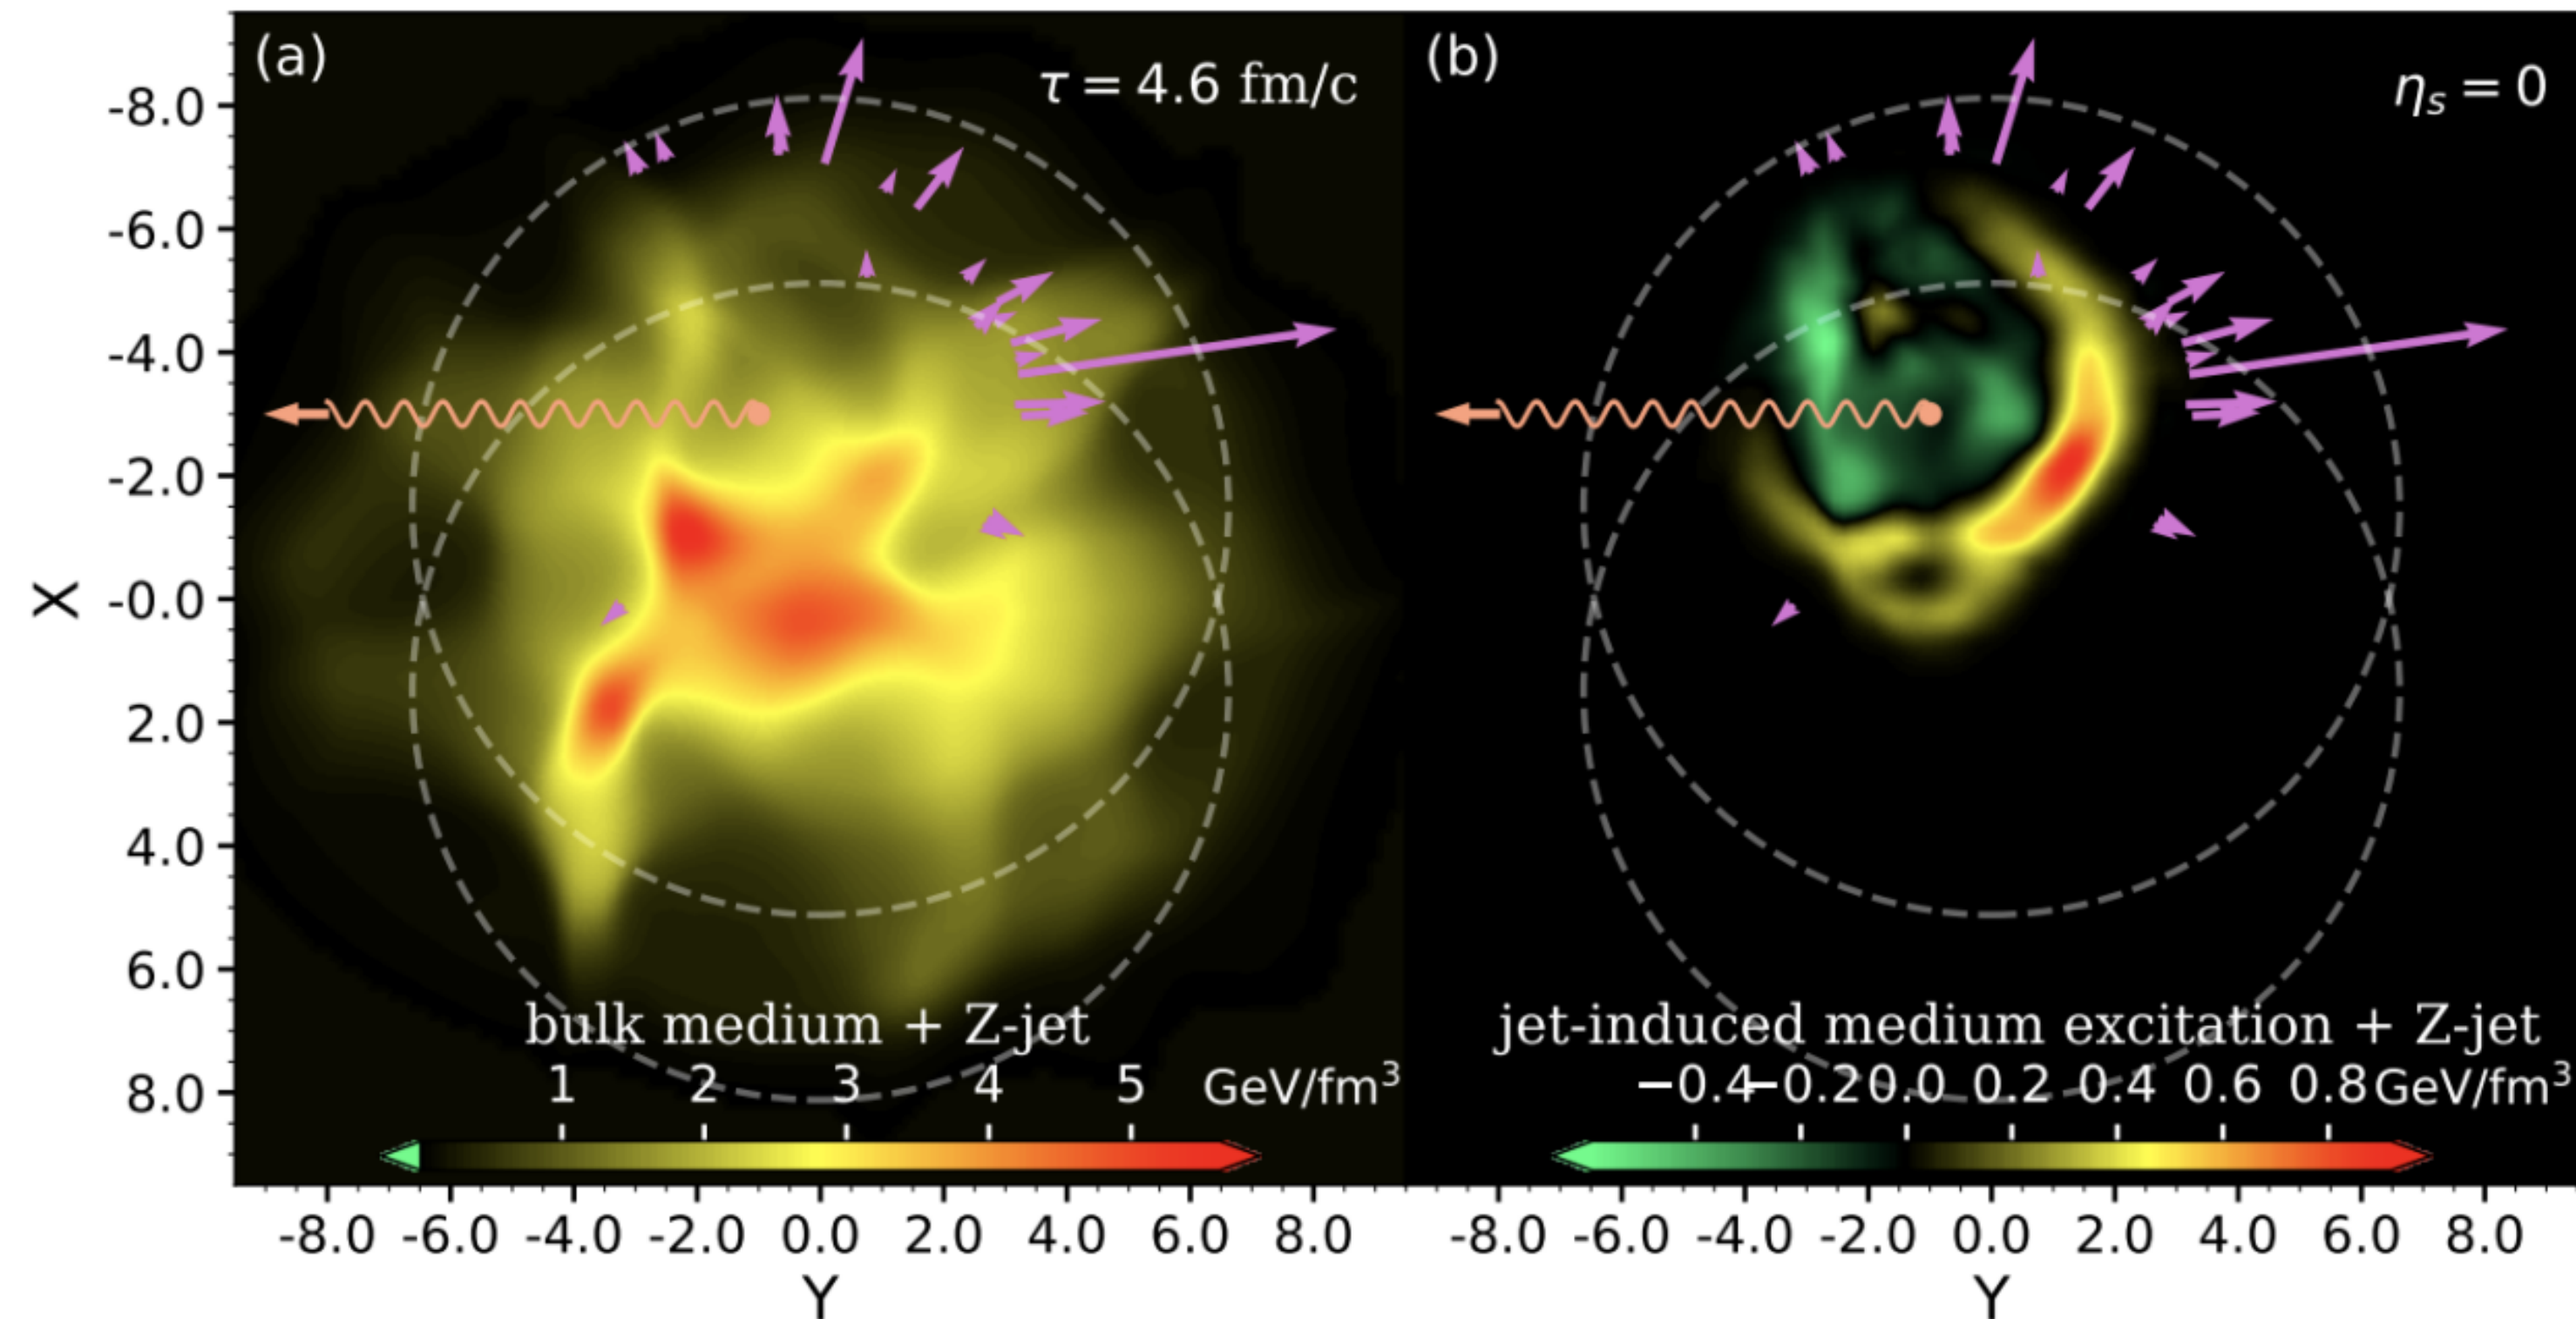 (a)
τ = 4.6 fm/c
(b)
ηₛ = 0
-8.0
-6.0
-4.0
-2.0
-0.0
2.0
4.0
6.0
8.0
X
bulk medium + Z-jet
1 2 3 4 5 GeV/fm³
jet-induced medium excitation + Z-jet
−0.4 −0.2 0.0 0.2 0.4 0.6 0.8 GeV/fm³
-8.0 -6.0 -4.0 -2.0 0.0 2.0 4.0 6.0 8.0
-8.0 -6.0 -4.0 -2.0 0.0 2.0 4.0 6.0 8.0
Y
Y